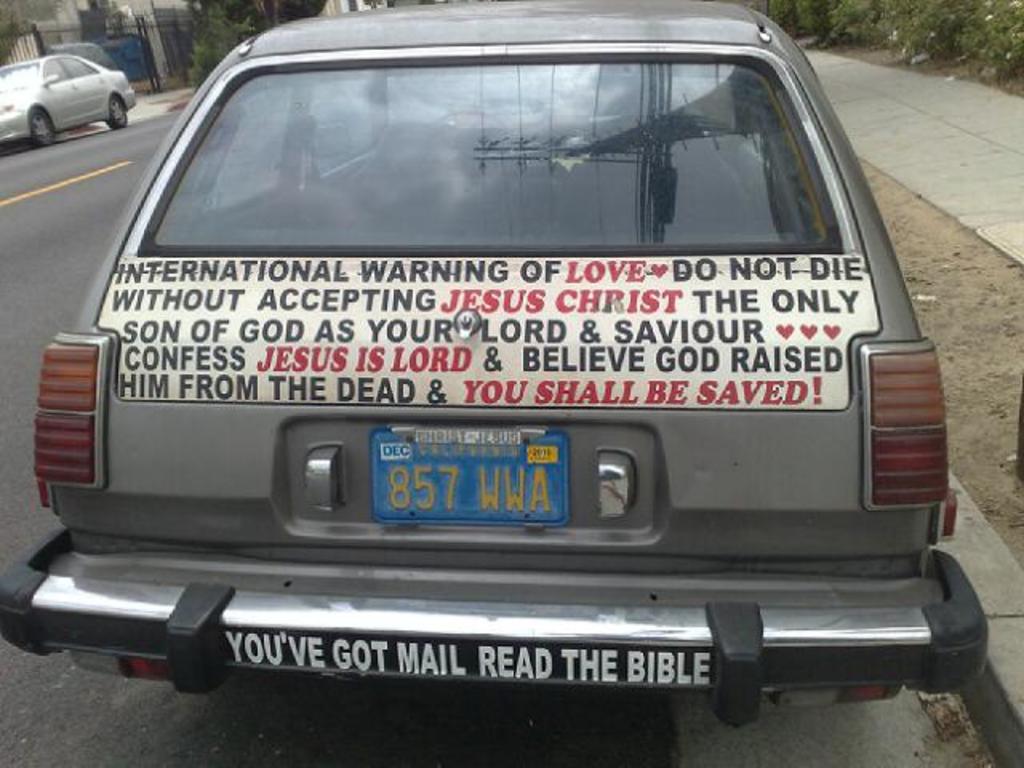 INTERNATIONAL WARNING OF LOVE ♥ DO NOT DIE
WITHOUT ACCEPTING JESUS CHRIST THE ONLY
SON OF GOD AS YOUR LORD & SAVIOUR ♥♥♥
CONFESS JESUS IS LORD & BELIEVE GOD RAISED
HIM FROM THE DEAD & YOU SHALL BE SAVED!
CHRIST-JESUS
DEC
857 WWA
YOU'VE GOT MAIL READ THE BIBLE